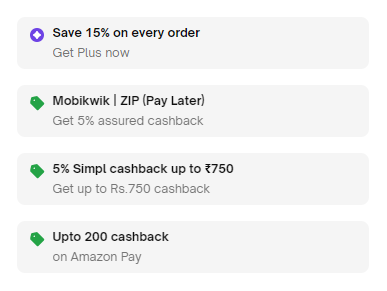 Save 15% on every order
Get Plus now
Mobikwik | ZIP (Pay Later)
Get 5% assured cashback
5% Simpl cashback up to ₹750
Get up to Rs.750 cashback
Upto 200 cashback
on Amazon Pay